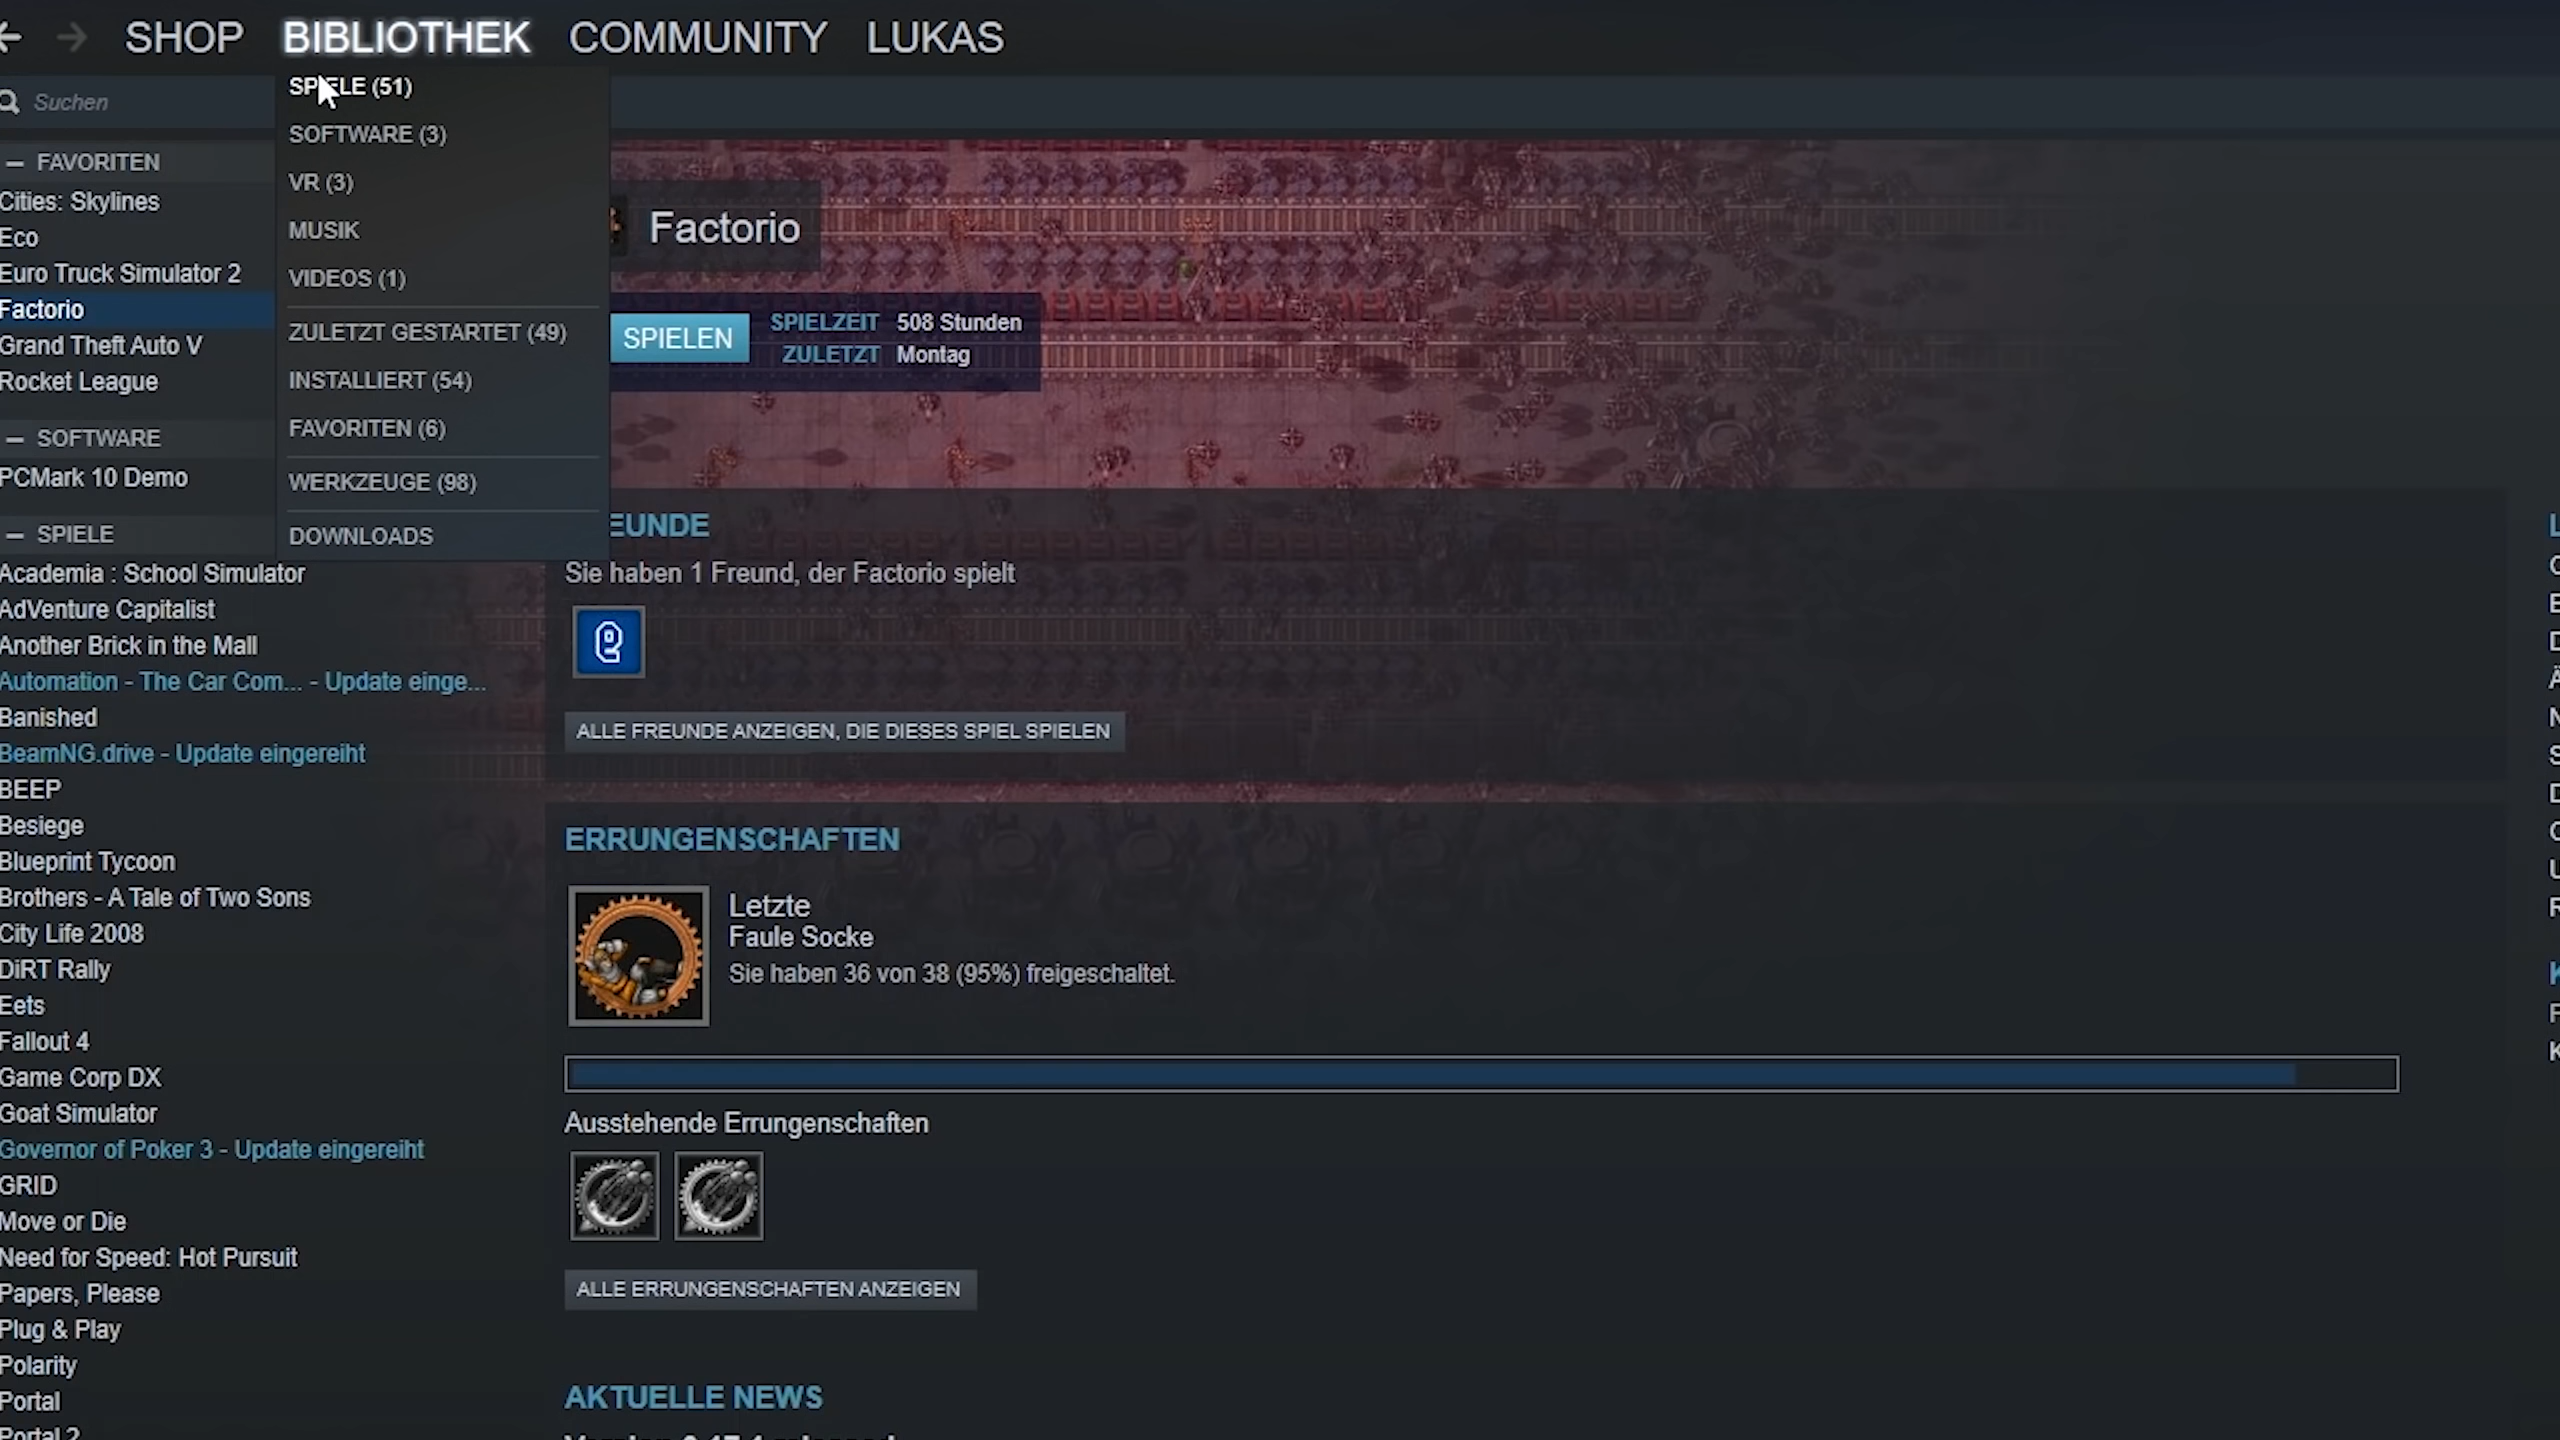 SHOP BIBLIOTHEK COMMUNITY LUKAS
Suchen
SPIELE (51)
SOFTWARE (3)
VR (3)
MUSIK
VIDEOS (1)
ZULETZT GESTARTET (49)
INSTALLIERT (54)
FAVORITEN (6)
WERKZEUGE (98)
DOWNLOADS
FAVORITEN
Cities: Skylines
Eco
Euro Truck Simulator 2
Factorio
Grand Theft Auto V
Rocket League
SOFTWARE
PCMark 10 Demo
SPIELE
Academia : School Simulator
AdVenture Capitalist
Another Brick in the Mall
Automation - The Car Com... - Update einge...
Banished
BeamNG.drive - Update eingereiht
BEEP
Besiege
Blueprint Tycoon
Brothers - A Tale of Two Sons
City Life 2008
DiRT Rally
Eets
Fallout 4
Game Corp DX
Goat Simulator
Governor of Poker 3 - Update eingereiht
GRID
Move or Die
Need for Speed: Hot Pursuit
Papers, Please
Plug & Play
Polarity
Portal
Portal 2
Factorio
SPIELEN
SPIELZEIT 508 Stunden
ZULETZT Montag
EUNDE
Sie haben 1 Freund, der Factorio spielt
ALLE FREUNDE ANZEIGEN, DIE DIESES SPIEL SPIELEN
ERRUNGENSCHAFTEN
Letzte
Faule Socke
Sie haben 36 von 38 (95%) freigeschaltet.
Ausstehende Errungenschaften
ALLE ERRUNGENSCHAFTEN ANZEIGEN
AKTUELLE NEWS